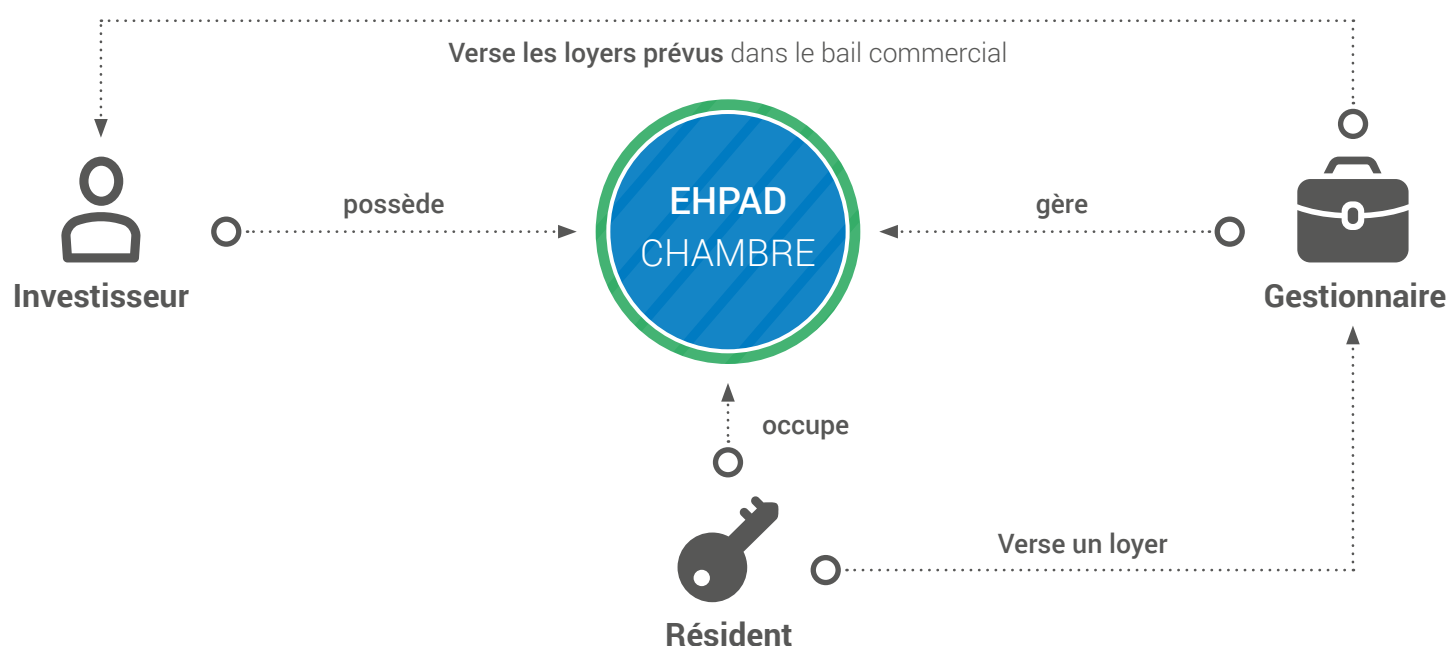 Verse les loyers prévus dans le bail commercial
possède
EHPAD
CHAMBRE
gère
Investisseur
Gestionnaire
occupe
Verse un loyer
Résident